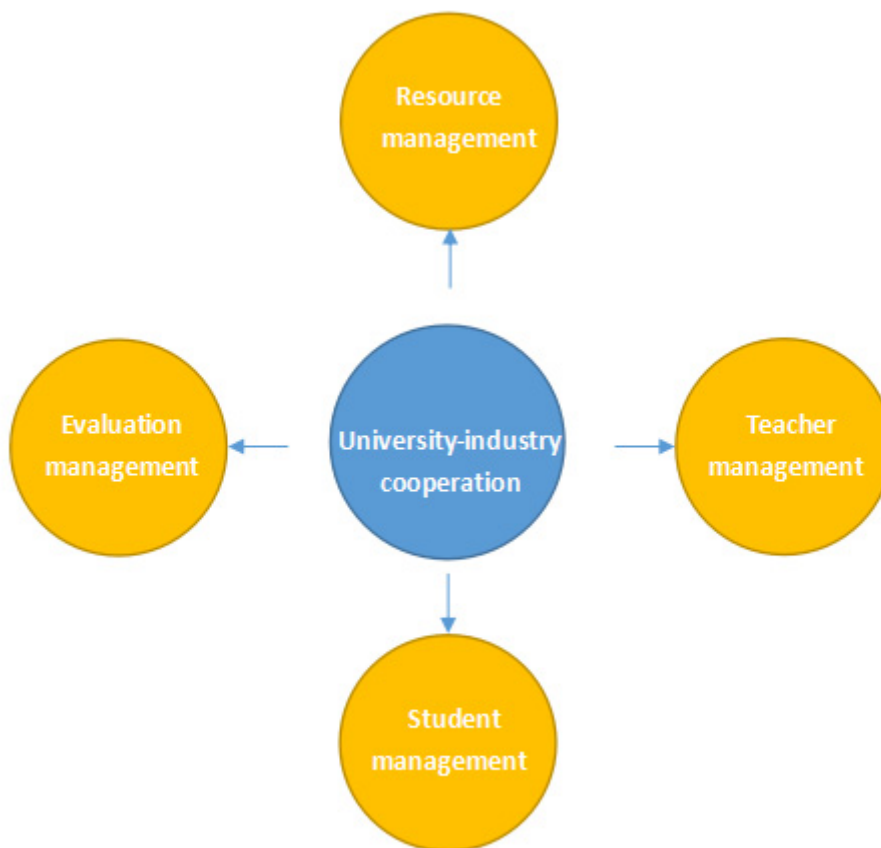 Resource
management
Evaluation
management
University-industry
cooperation
Teacher
management
Student
management